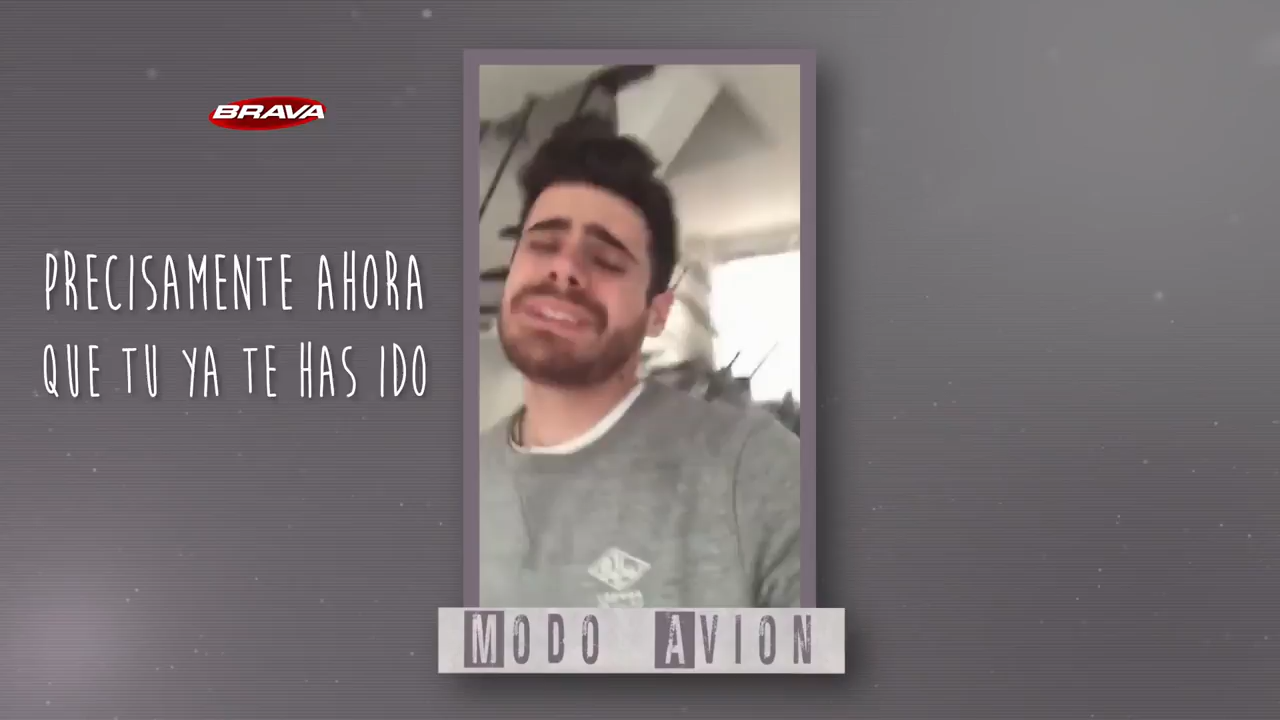 BRAVA
PRECISAMENTE AHORA
QUE TU YA TE HAS IDO
MODO AVION